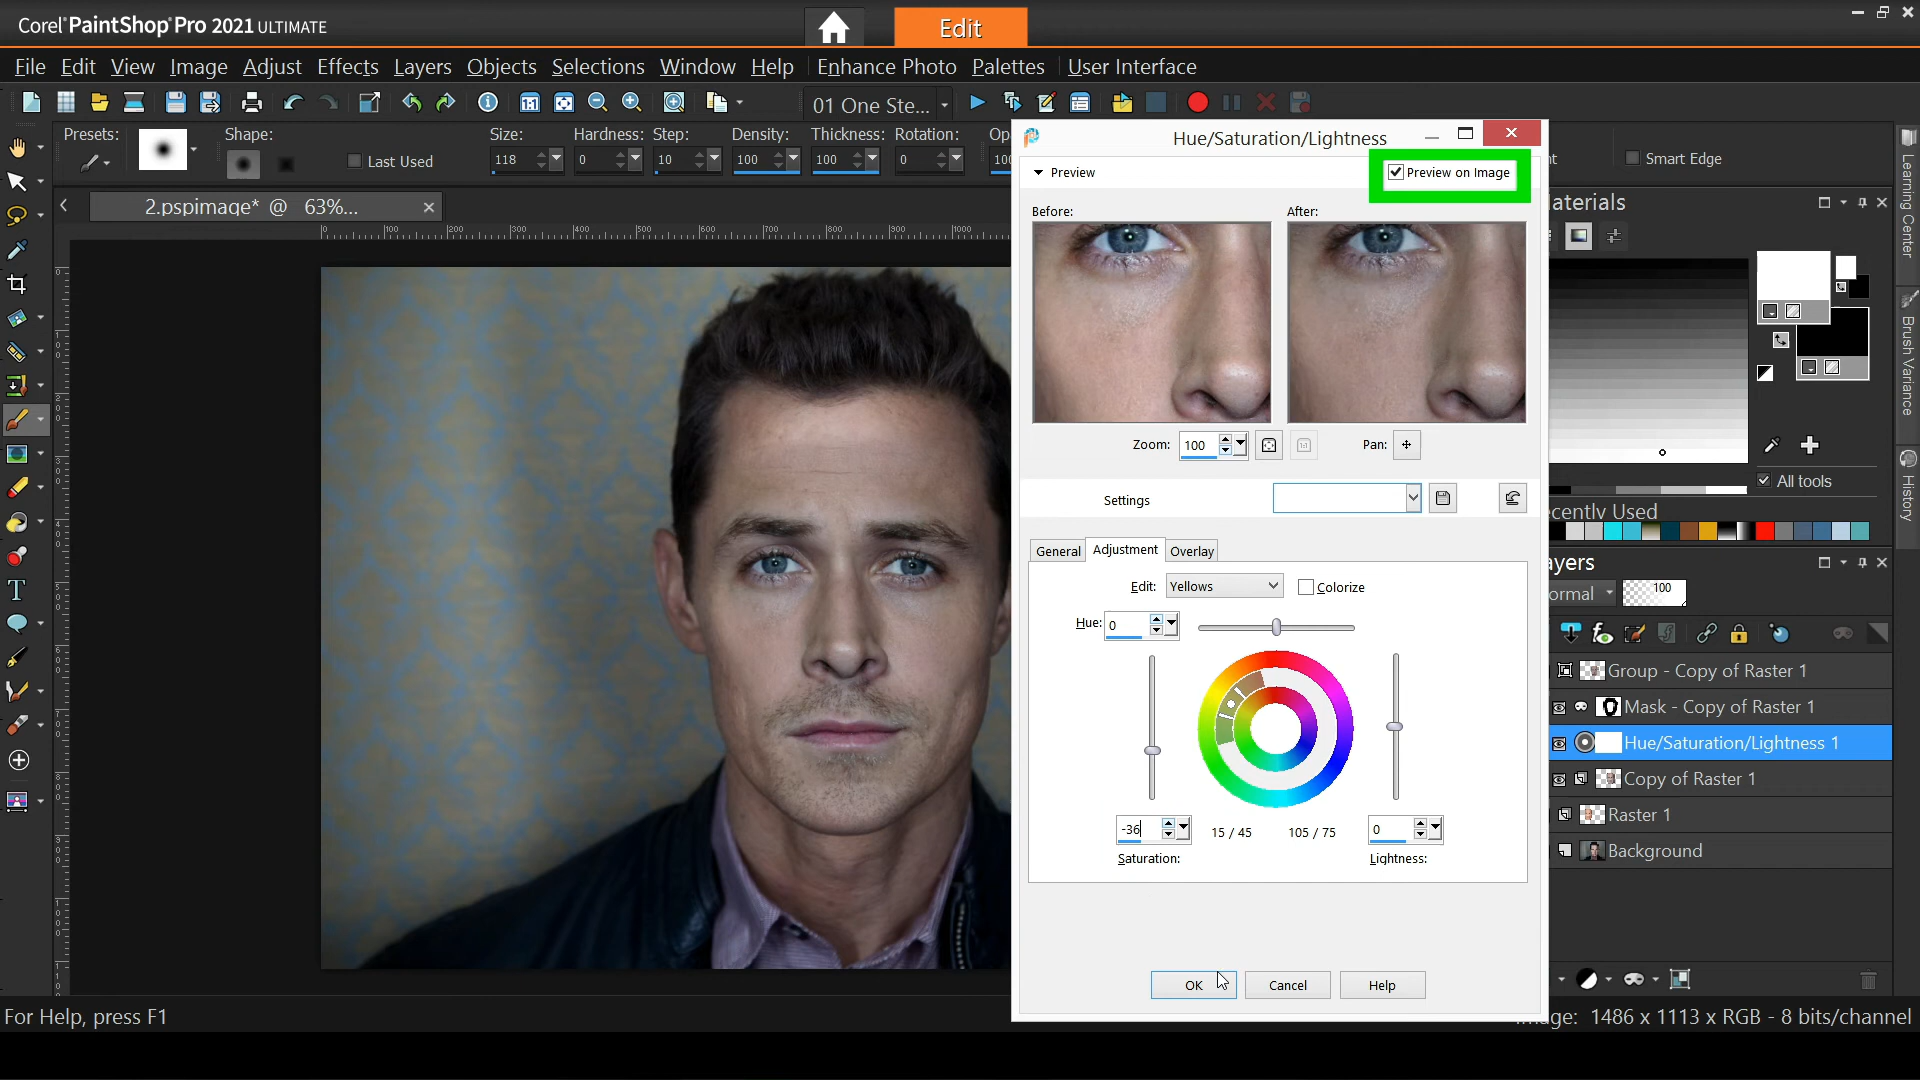 Corel PaintShop Pro 2021 ULTIMATE
Edit
File Edit View Image Adjust Effects Layers Objects Selections Window Help Enhance Photo Palettes User Interface
01 One Ste...
Presets: Shape: Size: Hardness: Step: Density: Thickness: Rotation:
Last Used 118 0 10 100 100 0
Smart Edge
2.pspimage* @ 63%...
Hue/Saturation/Lightness
Preview
Preview on Image
Before: After:
Zoom: 100 Pan:
Settings
General Adjustment Overlay
Edit: Yellows Colorize
Hue: 0
-36 15 / 45 105 / 75 0
Saturation: Lightness:
OK Cancel Help
aterials
All tools
ecently Used
ayers
ormal 100
Group - Copy of Raster 1
Mask - Copy of Raster 1
Hue/Saturation/Lightness 1
Copy of Raster 1
Raster 1
Background
Learning Center
Brush Variance
History
For Help, press F1
1486 x 1113 x RGB - 8 bits/channel